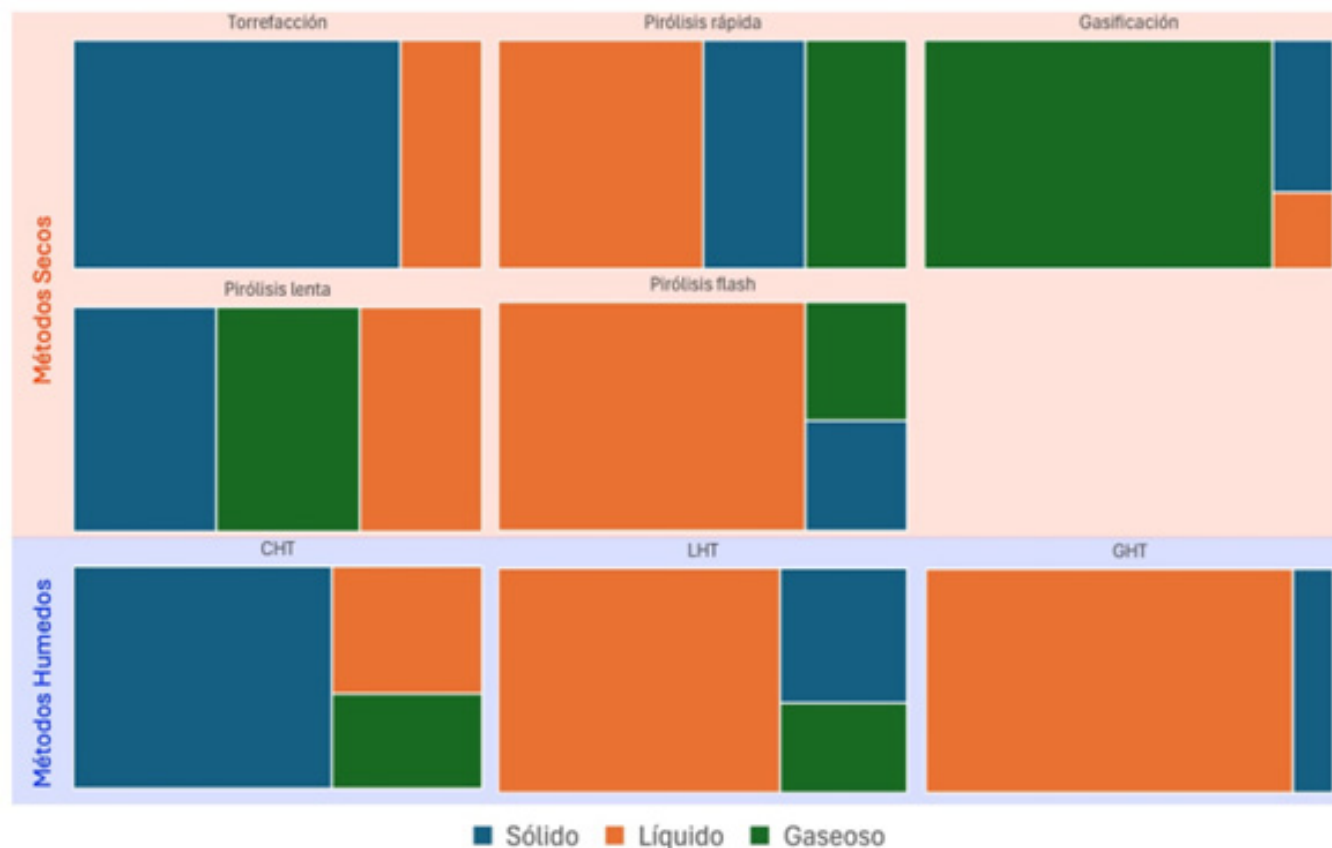 Torrefacción
Pirólisis rápida
Gasificación
Métodos Secos
Pirólisis lenta
Pirólisis flash
CHT
LHT
GHT
Métodos Humedos
Sólido
Líquido
Gaseoso